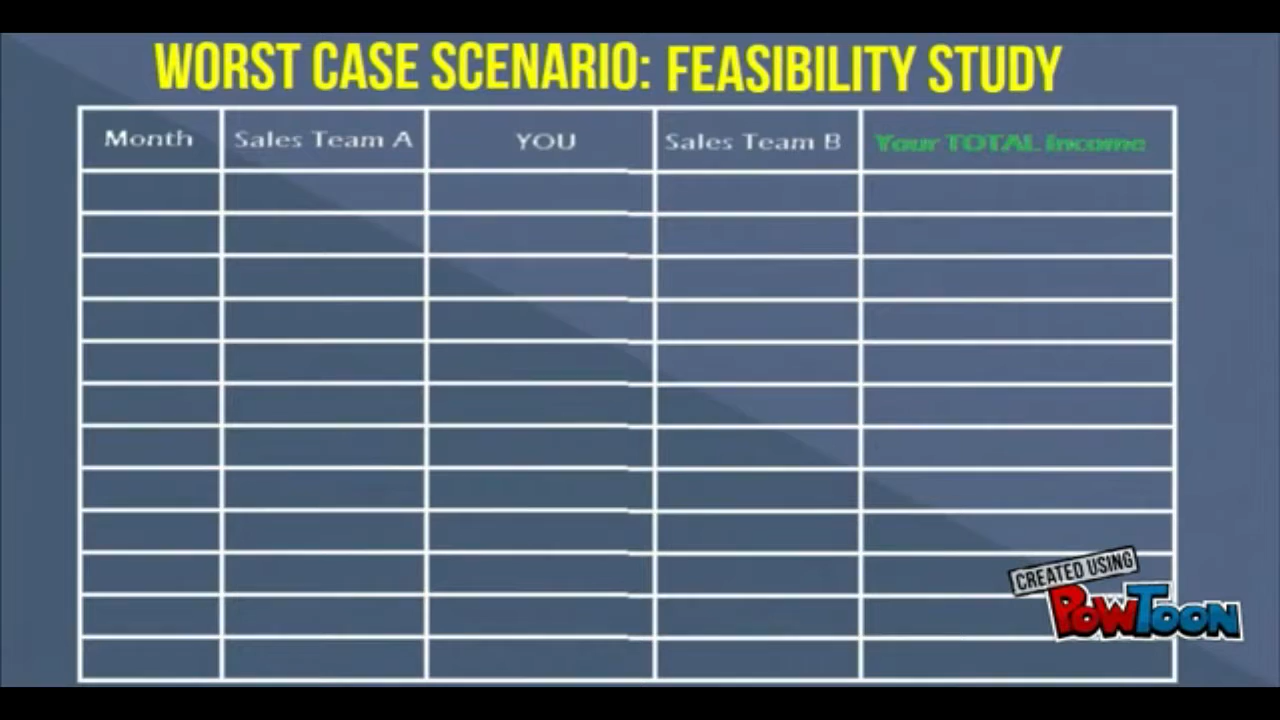 WORST CASE SCENARIO: FEASIBILITY STUDY
Month Sales Team A YOU Sales Team B Your TOTAL Income
CREATED USING
POWTOON